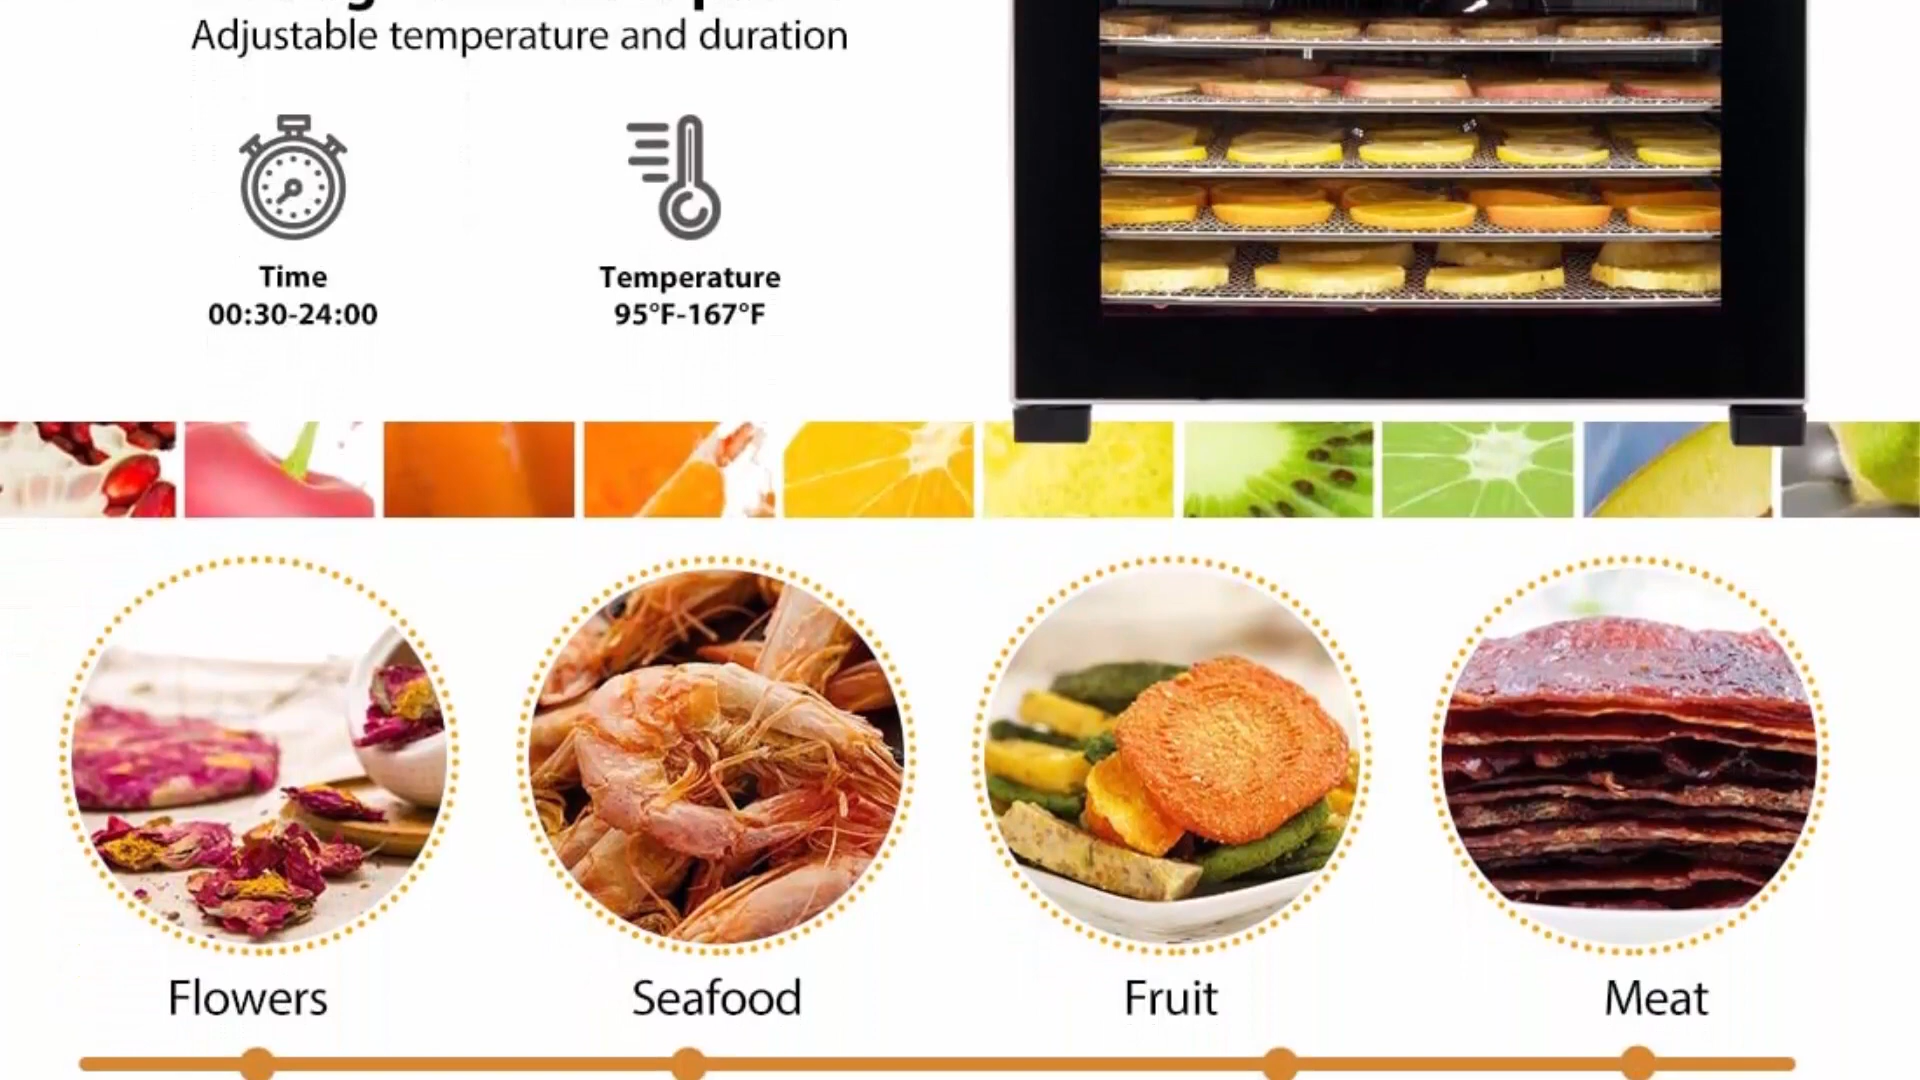 Adjustable temperature and duration
Time
00:30-24:00
Temperature
95°F-167°F
Flowers
Seafood
Fruit
Meat